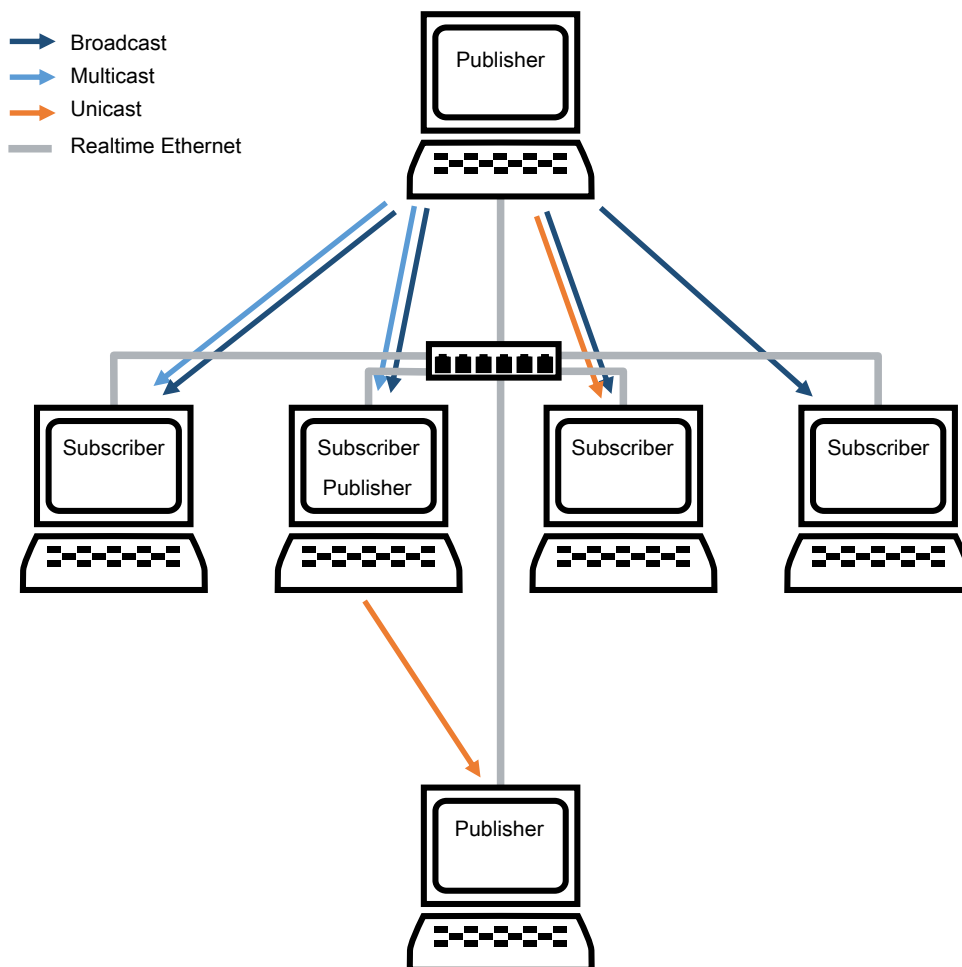 Broadcast
Multicast
Unicast
Realtime Ethernet
Publisher
Subscriber
Subscriber
Publisher
Subscriber
Subscriber
Publisher